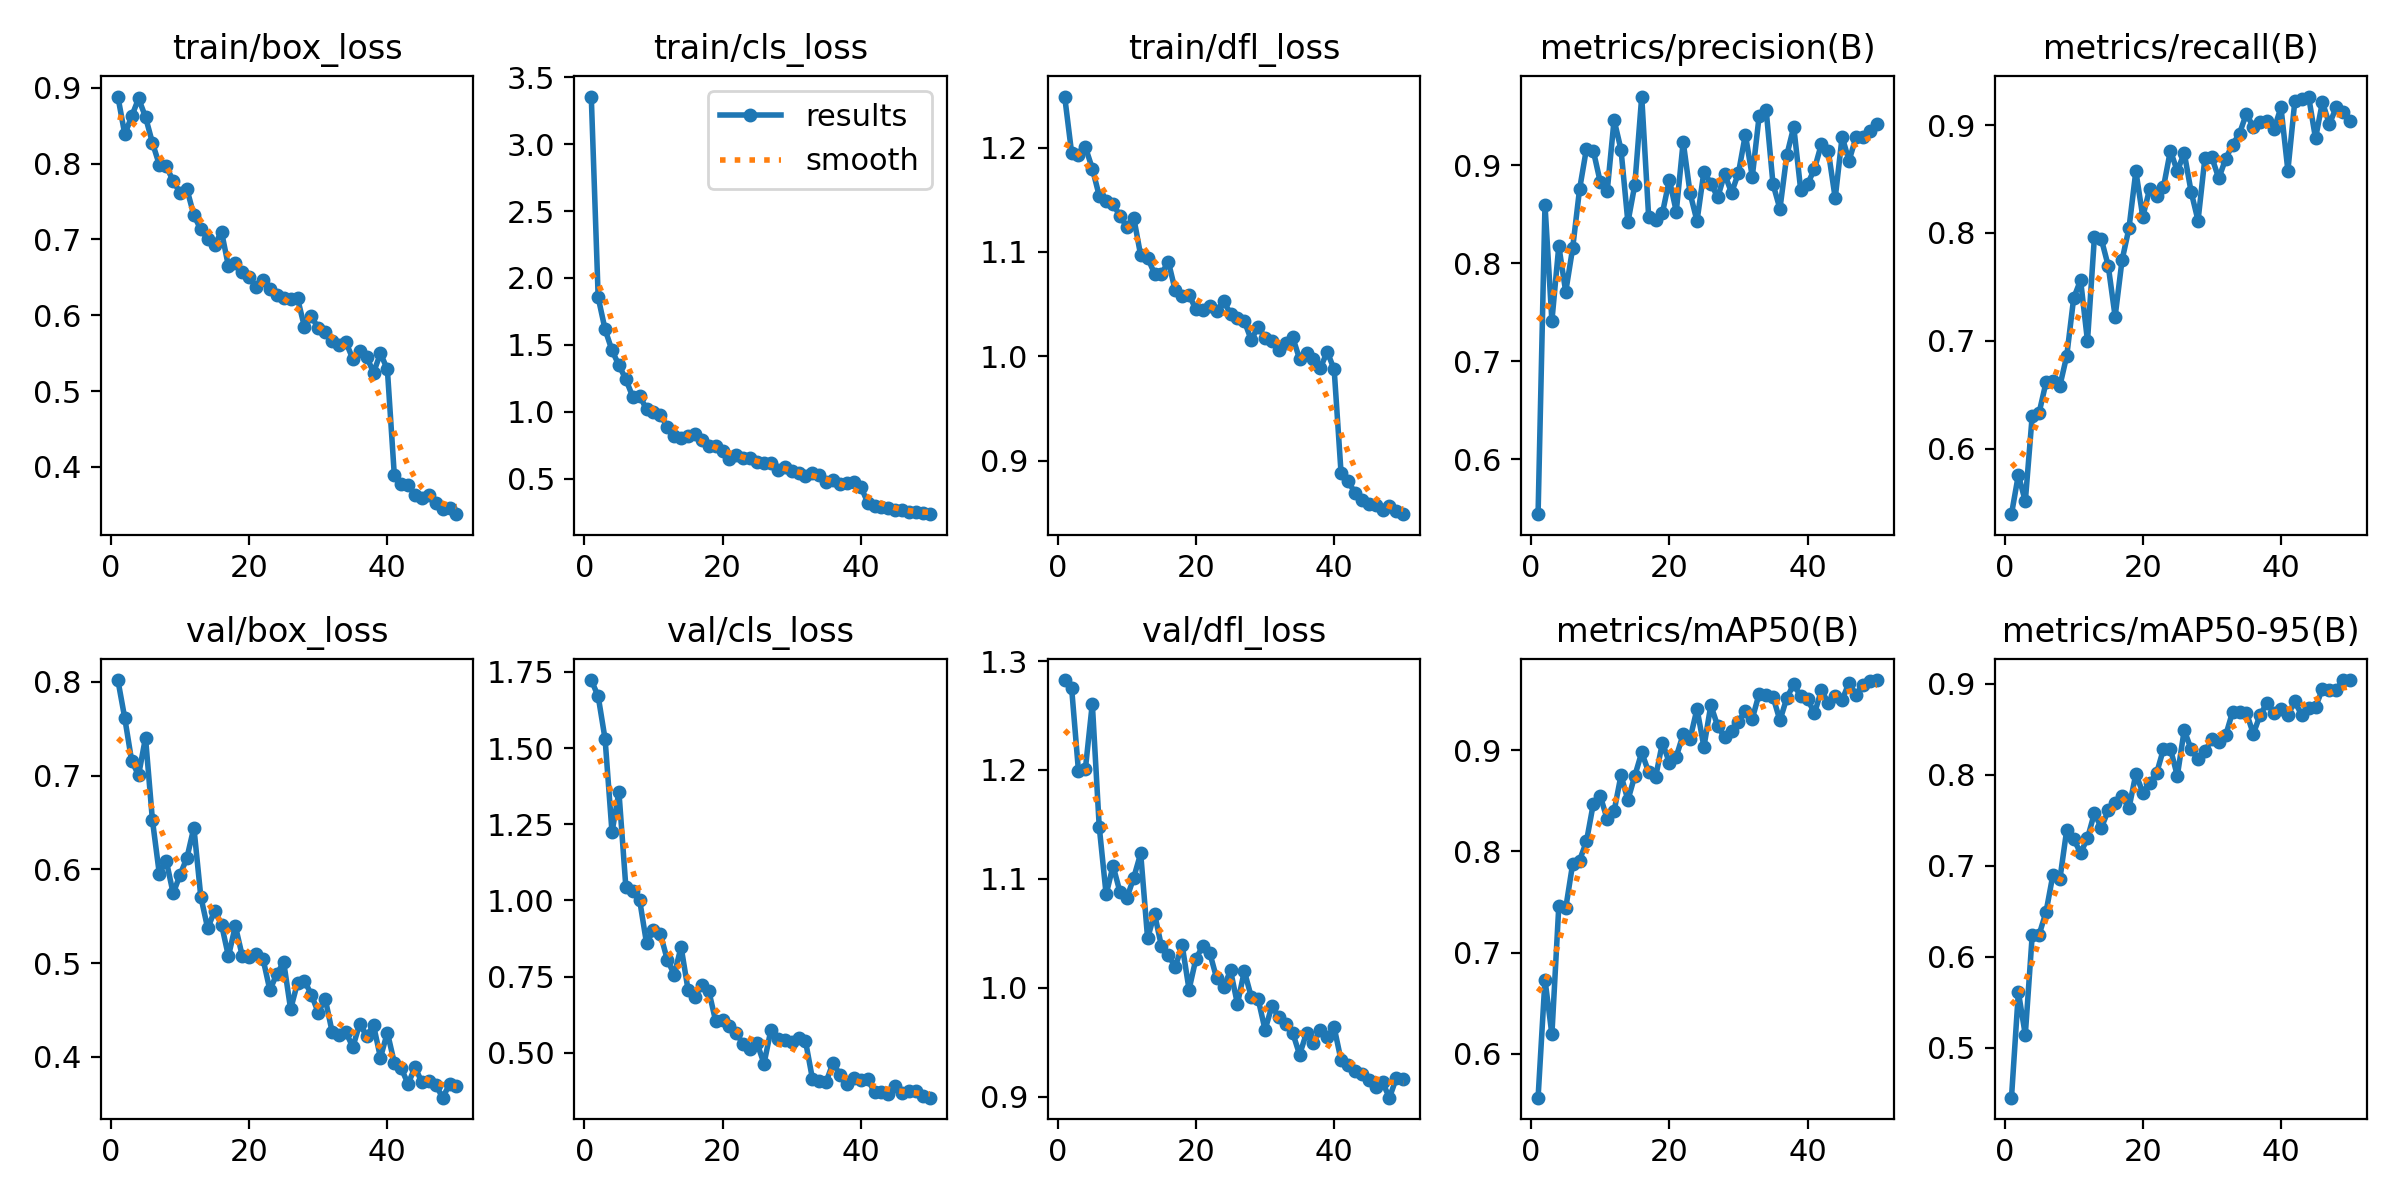 train/box_loss
train/cls_loss
train/dfl_loss
metrics/precision(B)
metrics/recall(B)
0.9
0.8
0.7
0.6
0.5
0.4
0 20 40
3.5
3.0
2.5
2.0
1.5
1.0
0.5
results
smooth
0 20 40
1.2
1.1
1.0
0.9
0 20 40
0.9
0.8
0.7
0.6
0 20 40
0.9
0.8
0.7
0.6
0 20 40
val/box_loss
val/cls_loss
val/dfl_loss
metrics/mAP50(B)
metrics/mAP50-95(B)
0.8
0.7
0.6
0.5
0.4
0 20 40
1.75
1.50
1.25
1.00
0.75
0.50
0 20 40
1.3
1.2
1.1
1.0
0.9
0 20 40
0.9
0.8
0.7
0.6
0 20 40
0.9
0.8
0.7
0.6
0.5
0 20 40